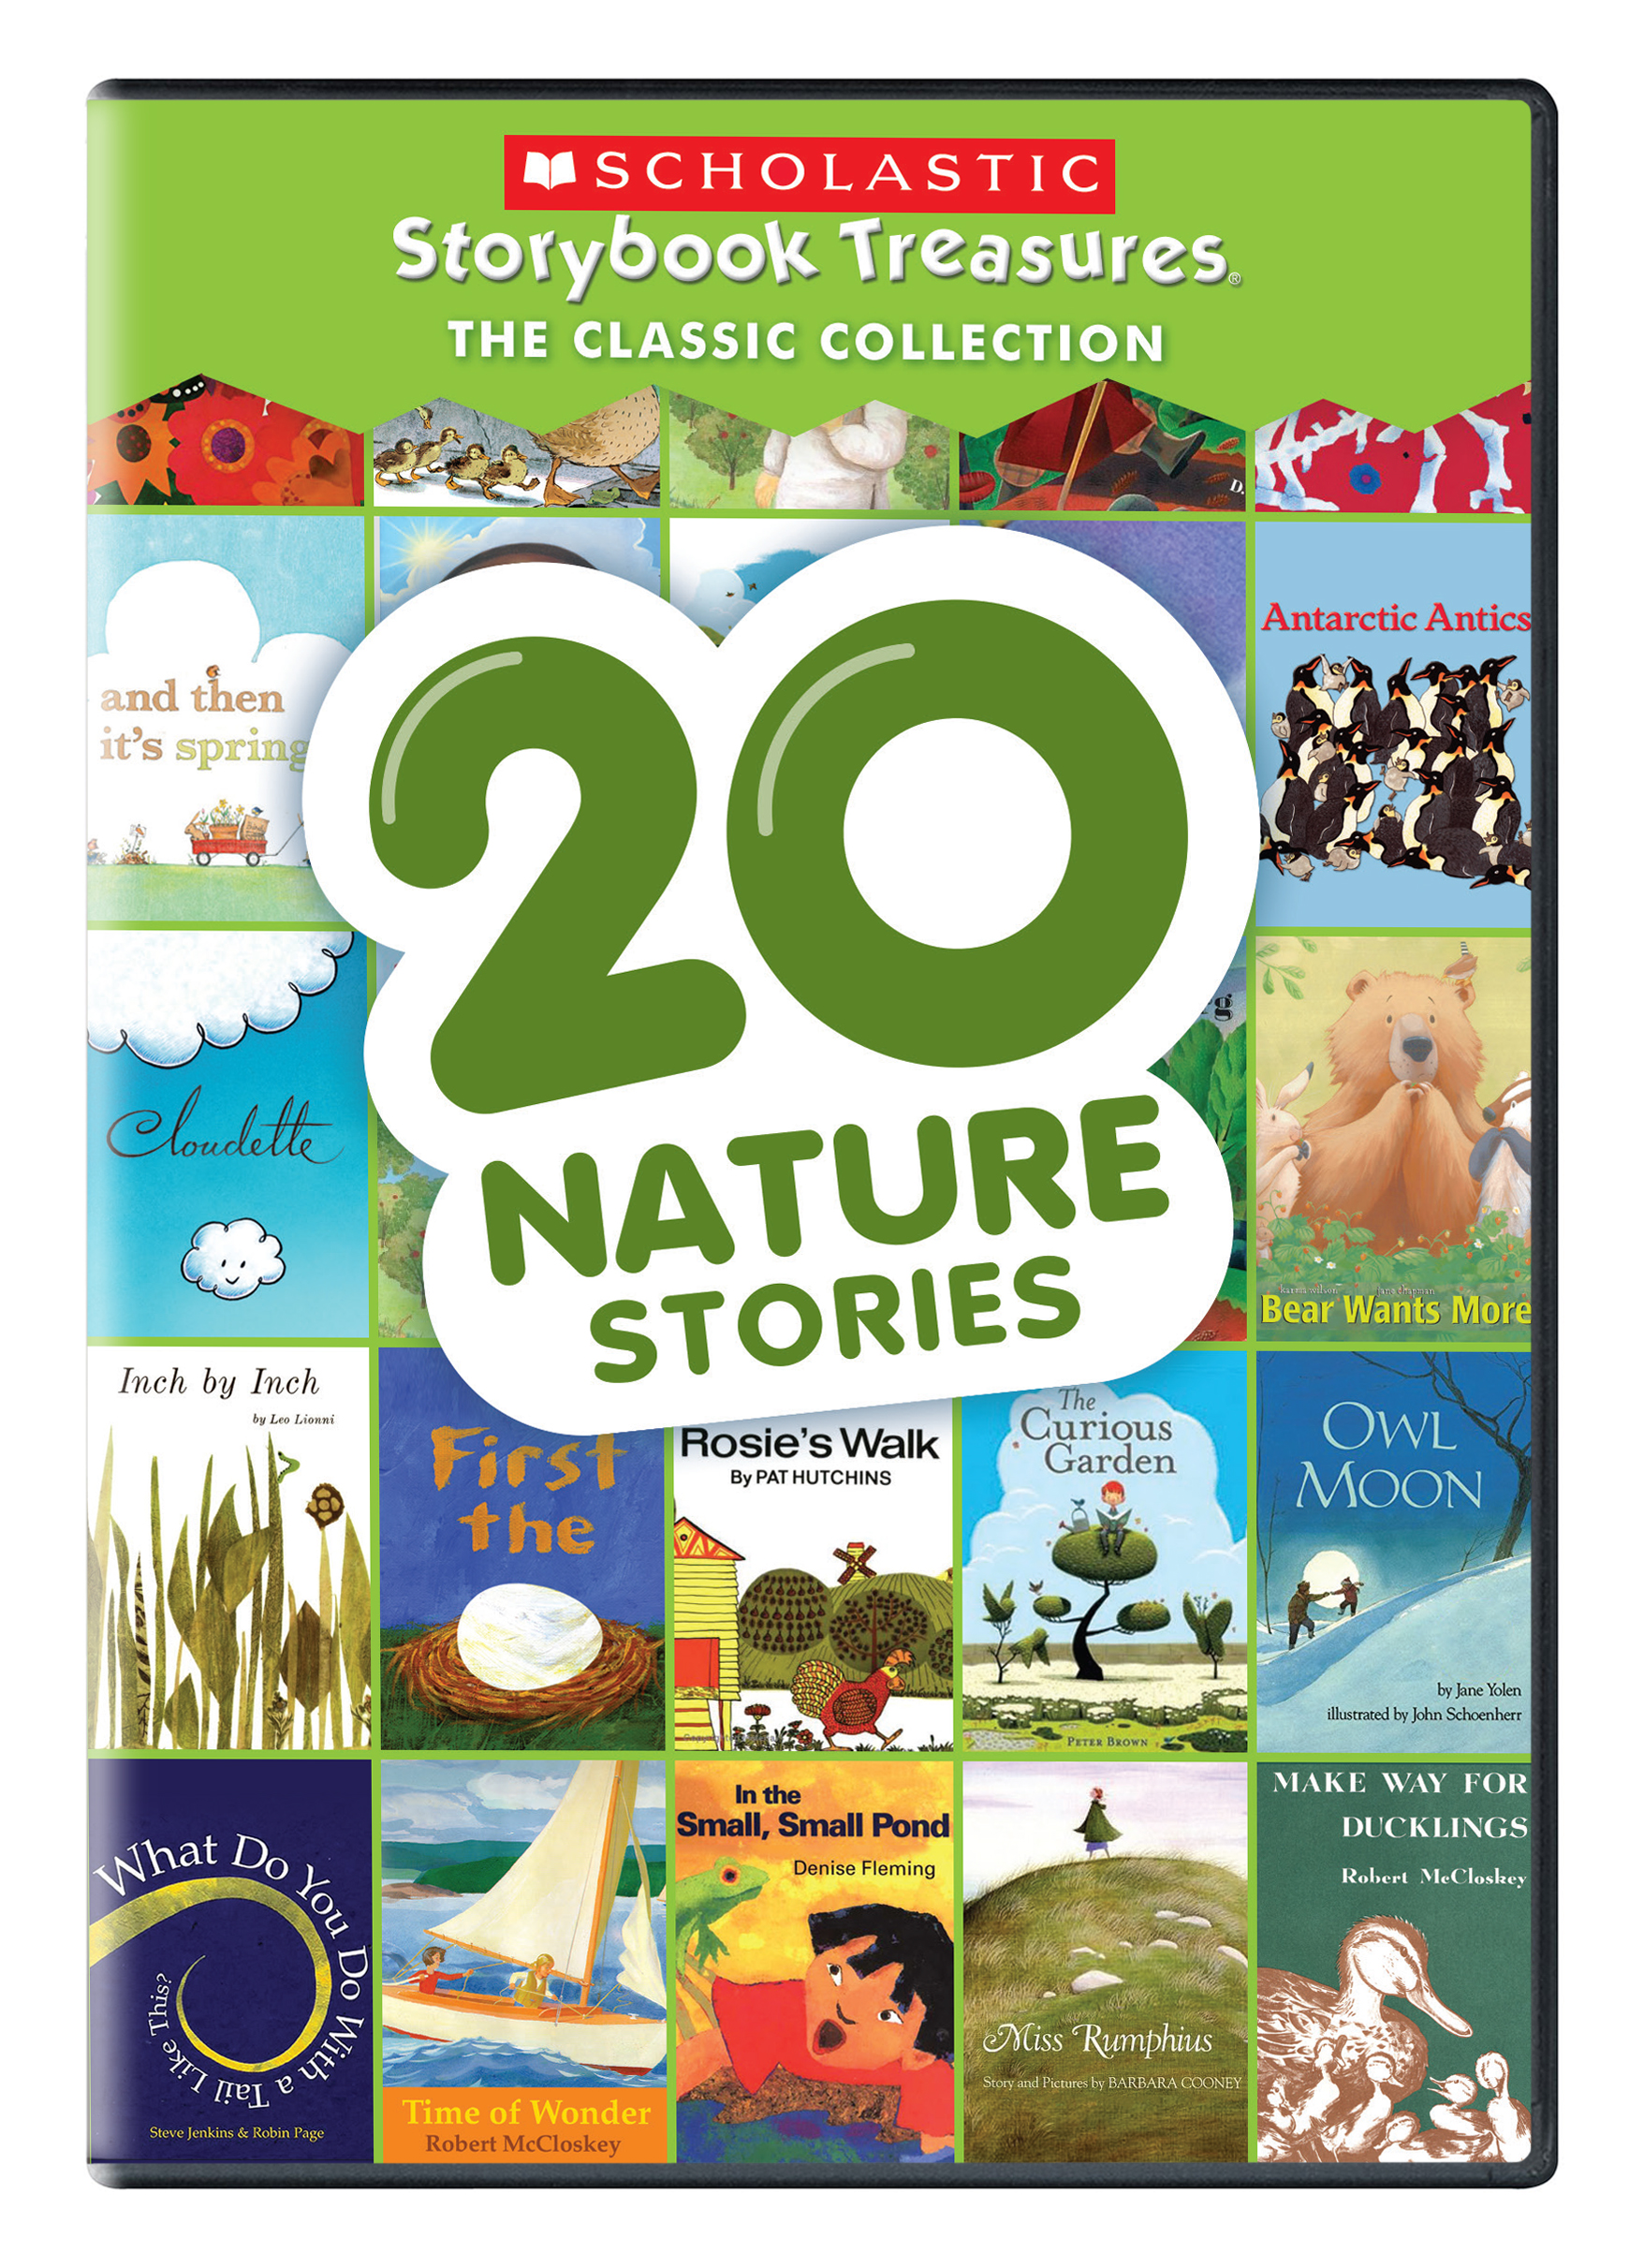 SCHOLASTIC
Storybook Treasures®
THE CLASSIC COLLECTION
D.
and then
it's spring
Antarctic Antics
20
NATURE
STORIES
Cloudette
karma wilson jane chapman
Bear Wants More
Inch by Inch
by Leo Lionni
First
the
Rosie's Walk
By PAT HUTCHINS
The
Curious
Garden
PETER BROWN
OWL
MOON
by Jane Yolen
illustrated by John Schoenherr
What Do You Do With a Tail Like This?
Steve Jenkins & Robin Page
Time of Wonder
Robert McCloskey
In the
Small, Small Pond
Denise Fleming
Miss Rumphius
Story and Pictures by BARBARA COONEY
MAKE WAY FOR
DUCKLINGS
Robert McCloskey